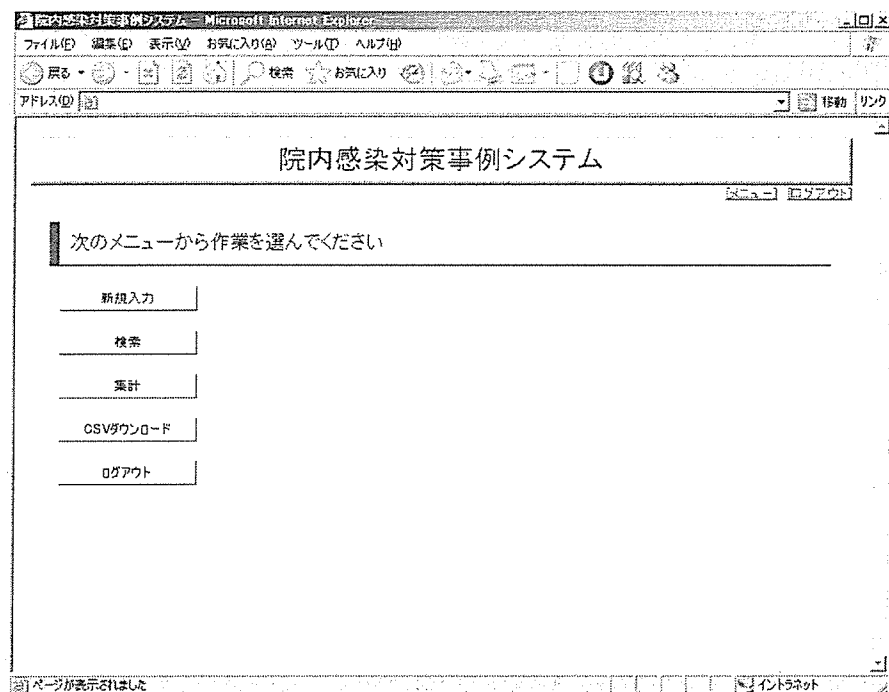 院内感染対策事例システム - Microsoft Internet Explorer
ファイル(F) 編集(E) 表示(V) お気に入り(A) ツール(T) ヘルプ(H)
戻る 検索 お気に入り
アドレス(D) 移動 リンク
院内感染対策事例システム
[メニュー] [ログアウト]
次のメニューから作業を選んでください
新規入力
検索
集計
CSVダウンロード
ログアウト
ページが表示されました イントラネット